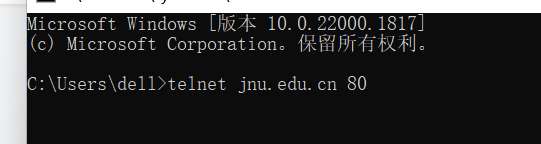 Microsoft Windows [版本 10.0.22000.1817]
(c) Microsoft Corporation。保留所有权利。
C:\Users\dell>telnet jnu.edu.cn 80